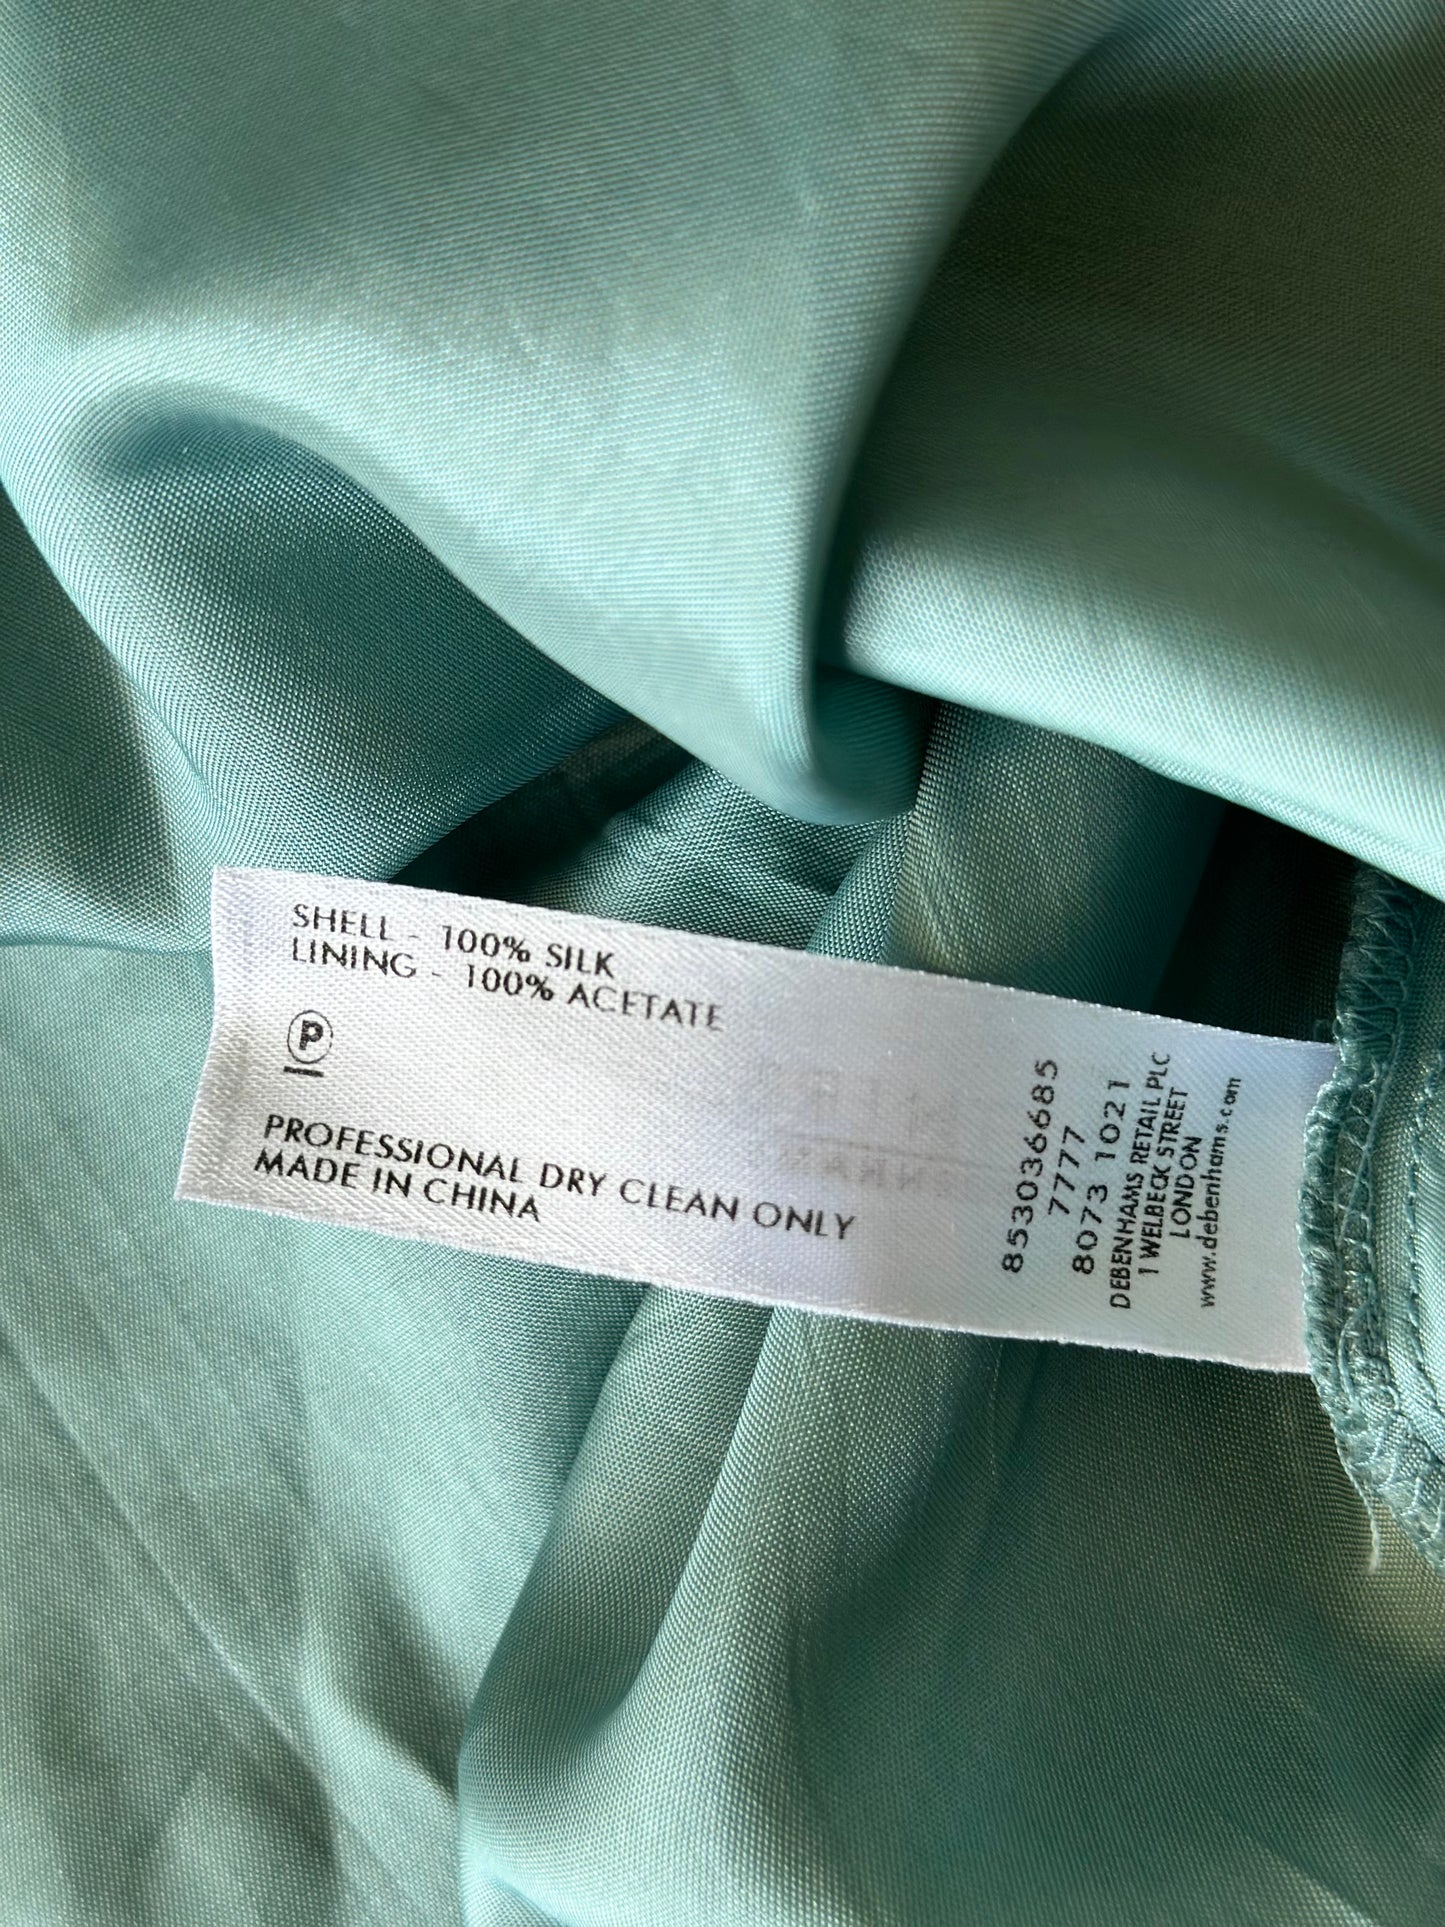 SHELL - 100% SILK
LINING - 100% ACETATE
P
PROFESSIONAL DRY CLEAN ONLY
MADE IN CHINA
853036685
7777
8073 1021
DEBENHAMS RETAIL PLC
1 WELBECK STREET
LONDON
www.debenhams.com